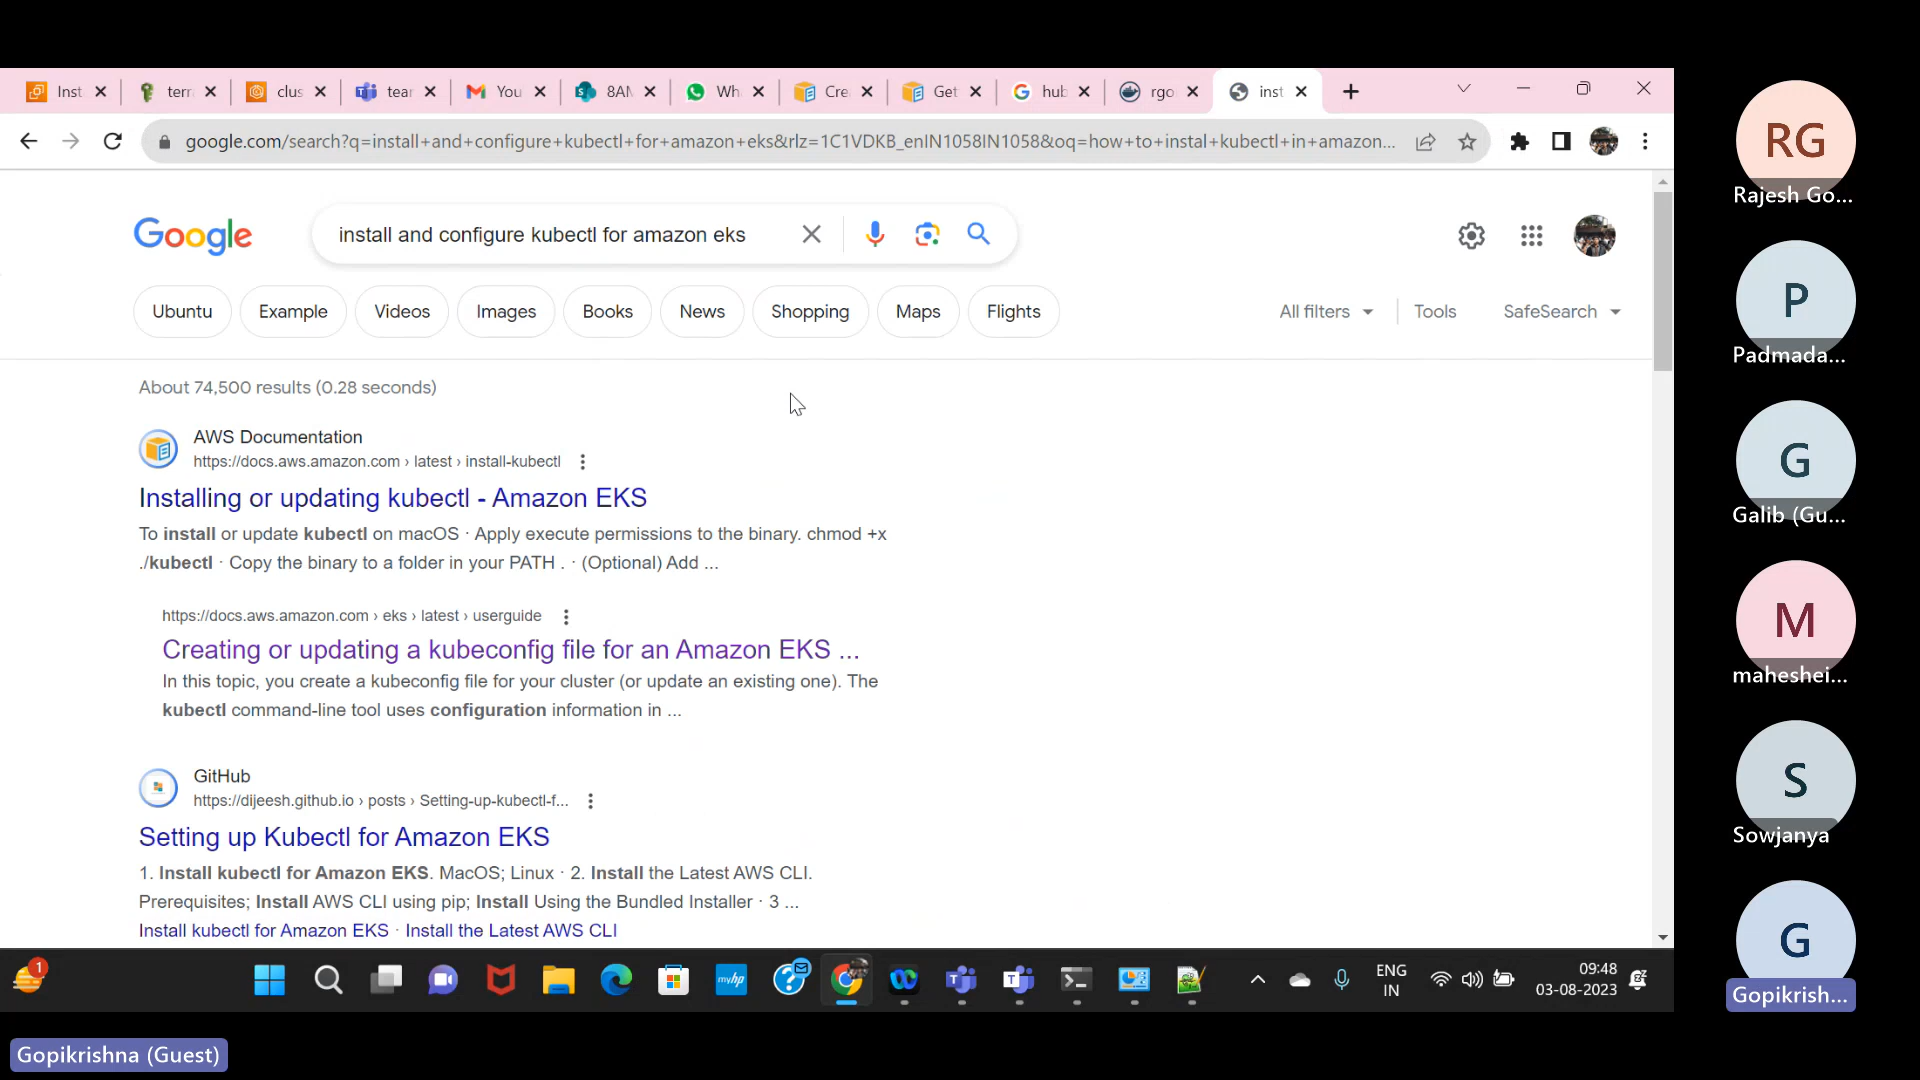 Inst
terr
clus
tear
You
8AM
Wh
Cre
Get
hub
rgo
inst
google.com/search?q=install+and+configure+kubectl+for+amazon+eks&rlz=1C1VDKB_enIN1058IN1058&oq=how+to+instal+kubectl+in+amazon...
Google
install and configure kubectl for amazon eks
Ubuntu
Example
Videos
Images
Books
News
Shopping
Maps
Flights
All filters
Tools
SafeSearch
About 74,500 results (0.28 seconds)
AWS Documentation
https://docs.aws.amazon.com › latest › install-kubectl
Installing or updating kubectl - Amazon EKS
To install or update kubectl on macOS · Apply execute permissions to the binary. chmod +x
./kubectl · Copy the binary to a folder in your PATH . · (Optional) Add ...
https://docs.aws.amazon.com › eks › latest › userguide
Creating or updating a kubeconfig file for an Amazon EKS ...
In this topic, you create a kubeconfig file for your cluster (or update an existing one). The
kubectl command-line tool uses configuration information in ...
GitHub
https://dijeesh.github.io › posts › Setting-up-kubectl-f...
Setting up Kubectl for Amazon EKS
1. Install kubectl for Amazon EKS. MacOS; Linux · 2. Install the Latest AWS CLI.
Prerequisites; Install AWS CLI using pip; Install Using the Bundled Installer · 3 ...
Install kubectl for Amazon EKS · Install the Latest AWS CLI
1
myhp
ENG
IN
09:48
03-08-2023
RG
Rajesh Go...
P
Padmada...
G
Galib (Gu...
M
maheshei...
S
Sowjanya
G
Gopikrish...
Gopikrishna (Guest)